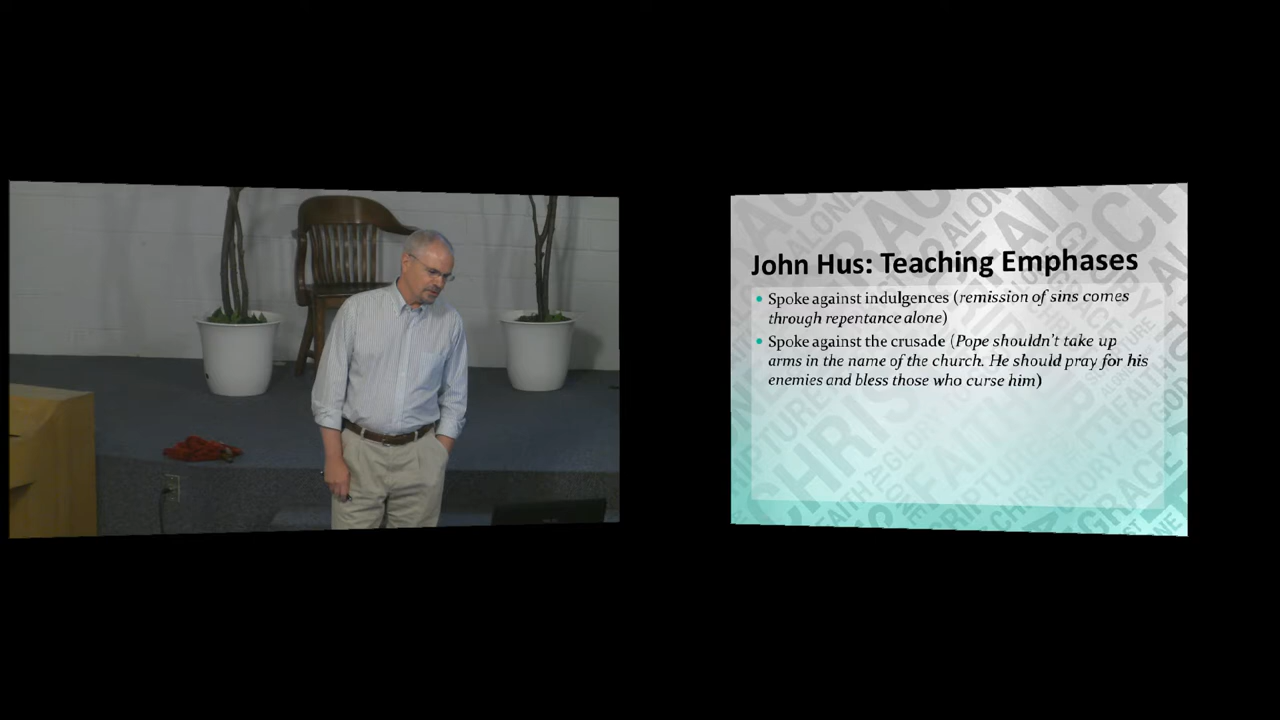 John Hus: Teaching Emphases
• Spoke against indulgences (remission of sins comes
through repentance alone)
• Spoke against the crusade (Pope shouldn't take up
arms in the name of the church. He should pray for his
enemies and bless those who curse him)